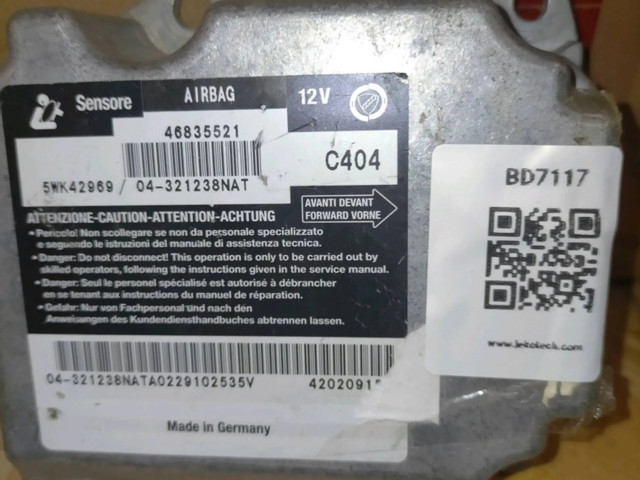 Sensore
AIRBAG
12V
46835521
5WK42969 / 04-321238NAT
C404
AVANTI DEVANT
FORWARD VORNE
ATTENZIONE-CAUTION-ATTENTION-ACHTUNG
• Pericolo! Non scollegare se non da personale specializzato
e seguendo le istruzioni del manuale di assistenza tecnica.
• Danger: Do not disconnect! This operation is only to be carried out by
skilled operators, following the instructions given in the service manual.
• Danger: Seul le personel spécialisé est autorisé à débrancher
en se tenant aux instructions du manuel de réparation.
• Gefahr: Nur von Fachpersonal und nach den
Anweisungen des Kundendiensthandbuches abtrennen lassen.
04-321238NATA0229102535V
4202091
Made in Germany
BD7117
www.lekotech.com